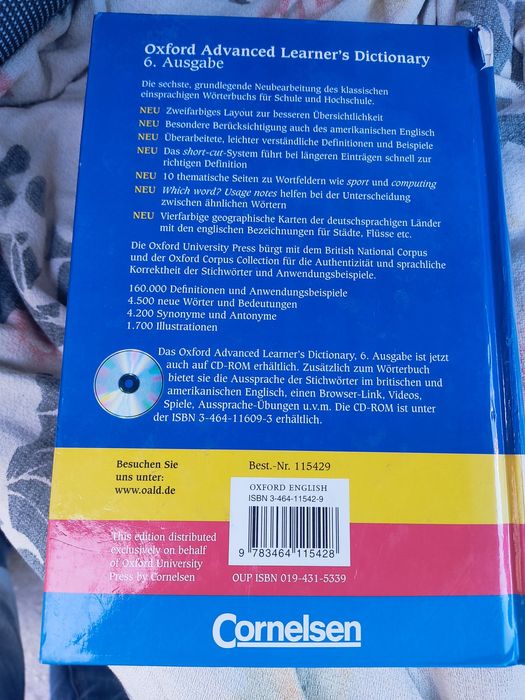 Oxford Advanced Learner's Dictionary
6. Ausgabe
Die sechste, grundlegende Neubearbeitung des klassischen
einsprachigen Wörterbuchs für Schule und Hochschule.
NEU Zweifarbiges Layout zur besseren Übersichtlichkeit
NEU Besondere Berücksichtigung auch des amerikanischen Englisch
NEU Überarbeitete, leichter verständliche Definitionen und Beispiele
NEU Das short-cut-System führt bei längeren Einträgen schnell zur
richtigen Definition
NEU 10 thematische Seiten zu Wortfeldern wie sport und computing
NEU Which word? Usage notes helfen bei der Unterscheidung
zwischen ähnlichen Wörtern
NEU Vierfarbige geographische Karten der deutschsprachigen Länder
mit den englischen Bezeichnungen für Städte, Flüsse etc.
Die Oxford University Press bürgt mit dem British National Corpus
und der Oxford Corpus Collection für die Authentizität und sprachliche
Korrektheit der Stichwörter und Anwendungsbeispiele.
160.000 Definitionen und Anwendungsbeispiele
4.500 neue Wörter und Bedeutungen
4.200 Synonyme und Antonyme
1.700 Illustrationen
Das Oxford Advanced Learner's Dictionary, 6. Ausgabe ist jetzt
auch auf CD-ROM erhältlich. Zusätzlich zum Wörterbuch
bietet sie die Aussprache der Stichwörter im britischen und
amerikanischen Englisch, einen Browser-Link, Videos,
Spiele, Aussprache-Übungen u.v.m. Die CD-ROM ist unter
der ISBN 3-464-11609-3 erhältlich.
Besuchen Sie
uns unter:
www.oald.de
Best.-Nr. 115429
OXFORD ENGLISH
ISBN 3-464-11542-9
9 783464 115428
OUP ISBN 019-431-5339
This edition distributed
exclusively on behalf
of Oxford University
Press by Cornelsen
Cornelsen